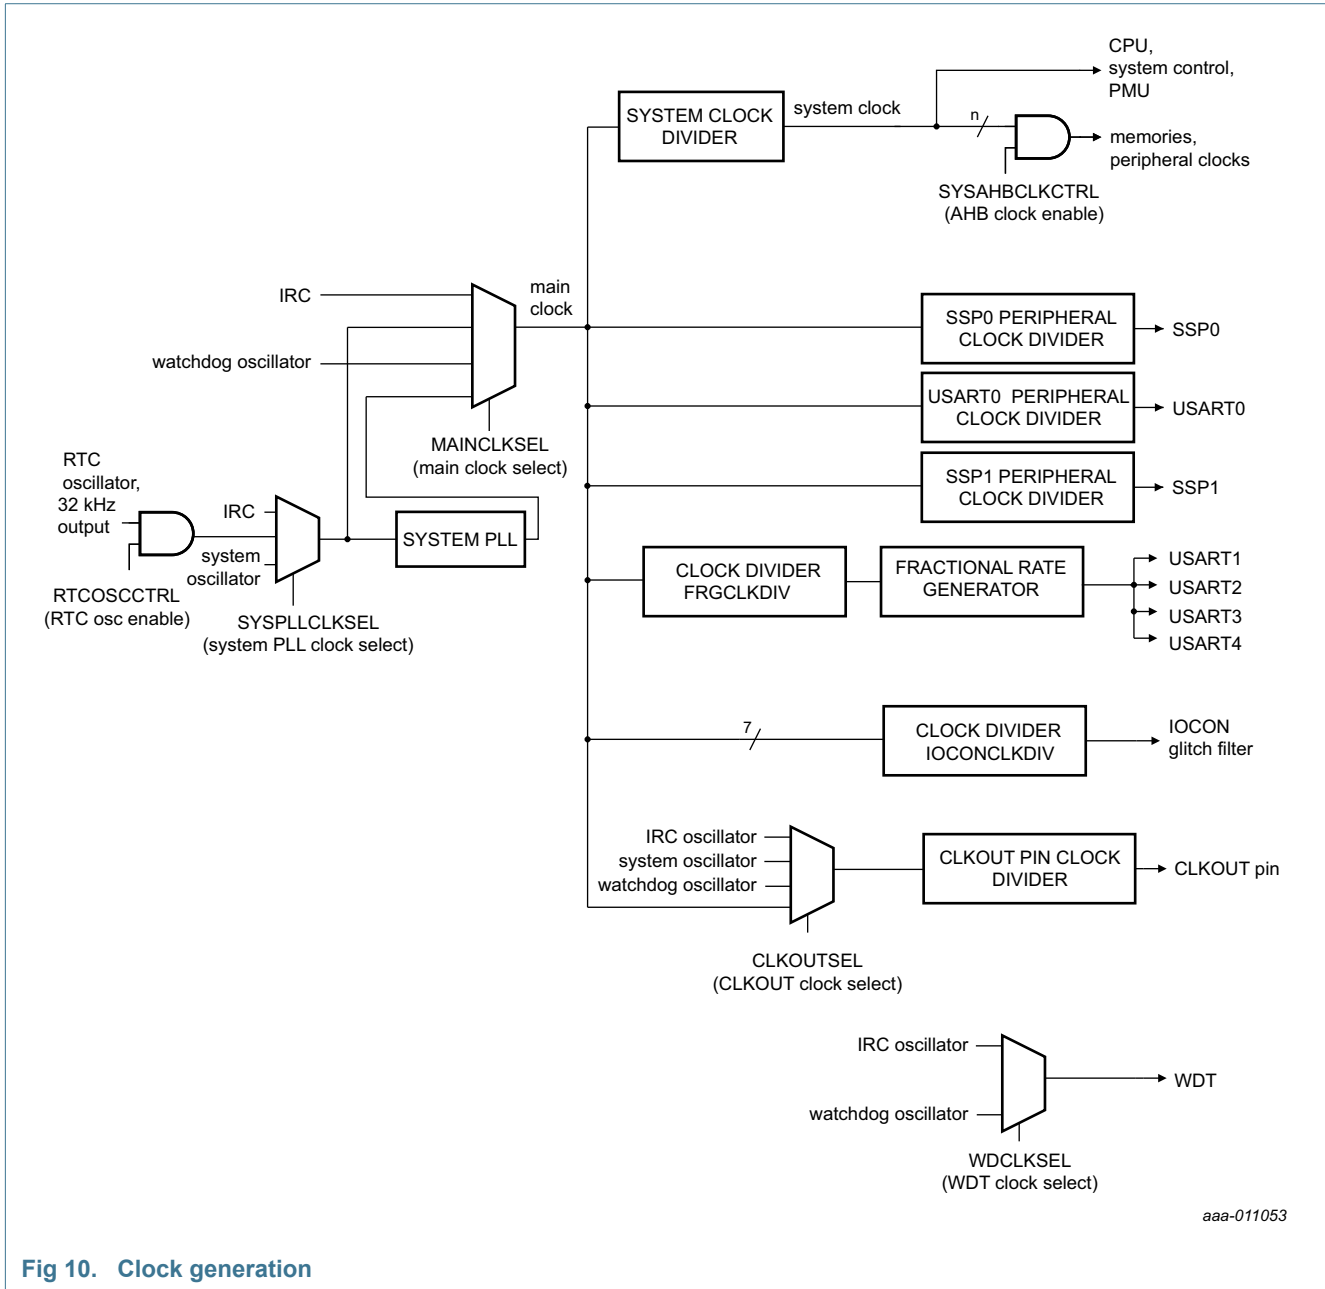 CPU,
system control,
PMU
SYSTEM CLOCK
DIVIDER
system clock
n
memories,
peripheral clocks
SYSAHBCLKCTRL
(AHB clock enable)
IRC
main
clock
watchdog oscillator
MAINCLKSEL
(main clock select)
SSP0 PERIPHERAL
CLOCK DIVIDER
SSP0
USART0 PERIPHERAL
CLOCK DIVIDER
USART0
SSP1 PERIPHERAL
CLOCK DIVIDER
SSP1
RTC
oscillator,
32 kHz
output
RTCOSCCTRL
(RTC osc enable)
IRC
system
oscillator
SYSPLLCLKSEL
(system PLL clock select)
SYSTEM PLL
CLOCK DIVIDER
FRGCLKDIV
FRACTIONAL RATE
GENERATOR
USART1
USART2
USART3
USART4
7
CLOCK DIVIDER
IOCONCLKDIV
IOCON
glitch filter
IRC oscillator
system oscillator
watchdog oscillator
CLKOUTSEL
(CLKOUT clock select)
CLKOUT PIN CLOCK
DIVIDER
CLKOUT pin
IRC oscillator
watchdog oscillator
WDT
WDCLKSEL
(WDT clock select)
aaa-011053
Fig 10. Clock generation